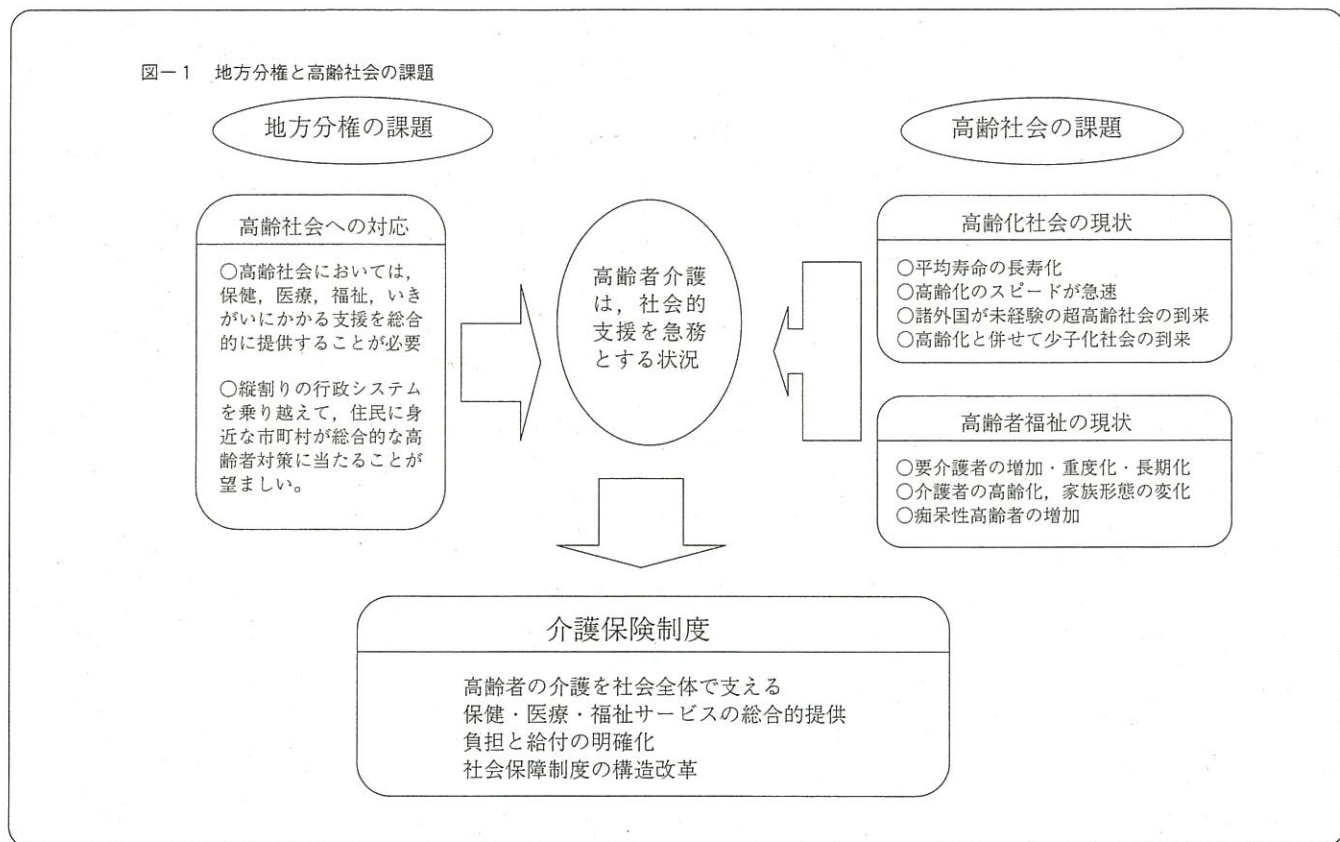 図－1 地方分権と高齢社会の課題
地方分権の課題
高齢社会への対応
○高齢社会においては，
保健，医療，福祉，いき
がいにかかる支援を総合
的に提供することが必要
○縦割りの行政システム
を乗り越えて，住民に身
近な市町村が総合的な高
齢者対策に当たることが
望ましい。
高齢者介護
は，社会的
支援を急務
とする状況
高齢社会の課題
高齢化社会の現状
○平均寿命の長寿化
○高齢化のスピードが急速
○諸外国が未経験の超高齢社会の到来
○高齢化と併せて少子化社会の到来
高齢者福祉の現状
○要介護者の増加・重度化・長期化
○介護者の高齢化，家族形態の変化
○痴呆性高齢者の増加
介護保険制度
高齢者の介護を社会全体で支える
保健・医療・福祉サービスの総合的提供
負担と給付の明確化
社会保障制度の構造改革